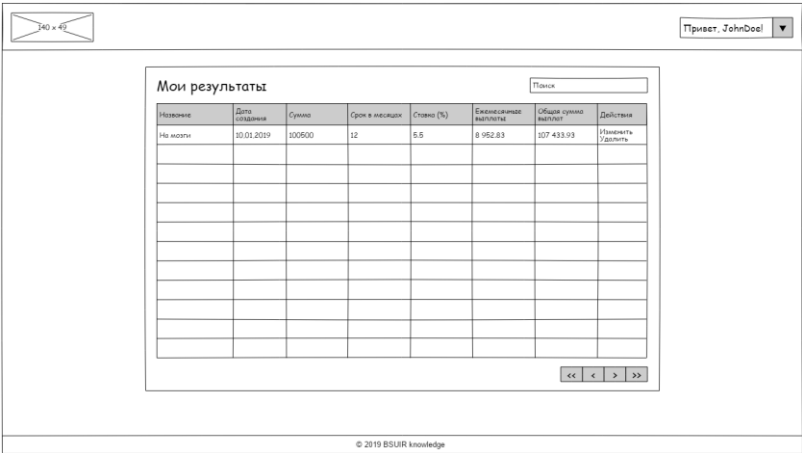 140 x 49
Привет, JohnDoe! ▼
Мои результаты
Поиск
Название Дата создания Сумма Срок в месяцах Ставка (%) Ежемесячные выплаты Общая сумма выплат Действия
На мозги 10.01.2019 100500 12 5.5 8 952.83 107 433.93 Изменить
Удалить
<< < > >>
© 2019 BSUIR knowledge